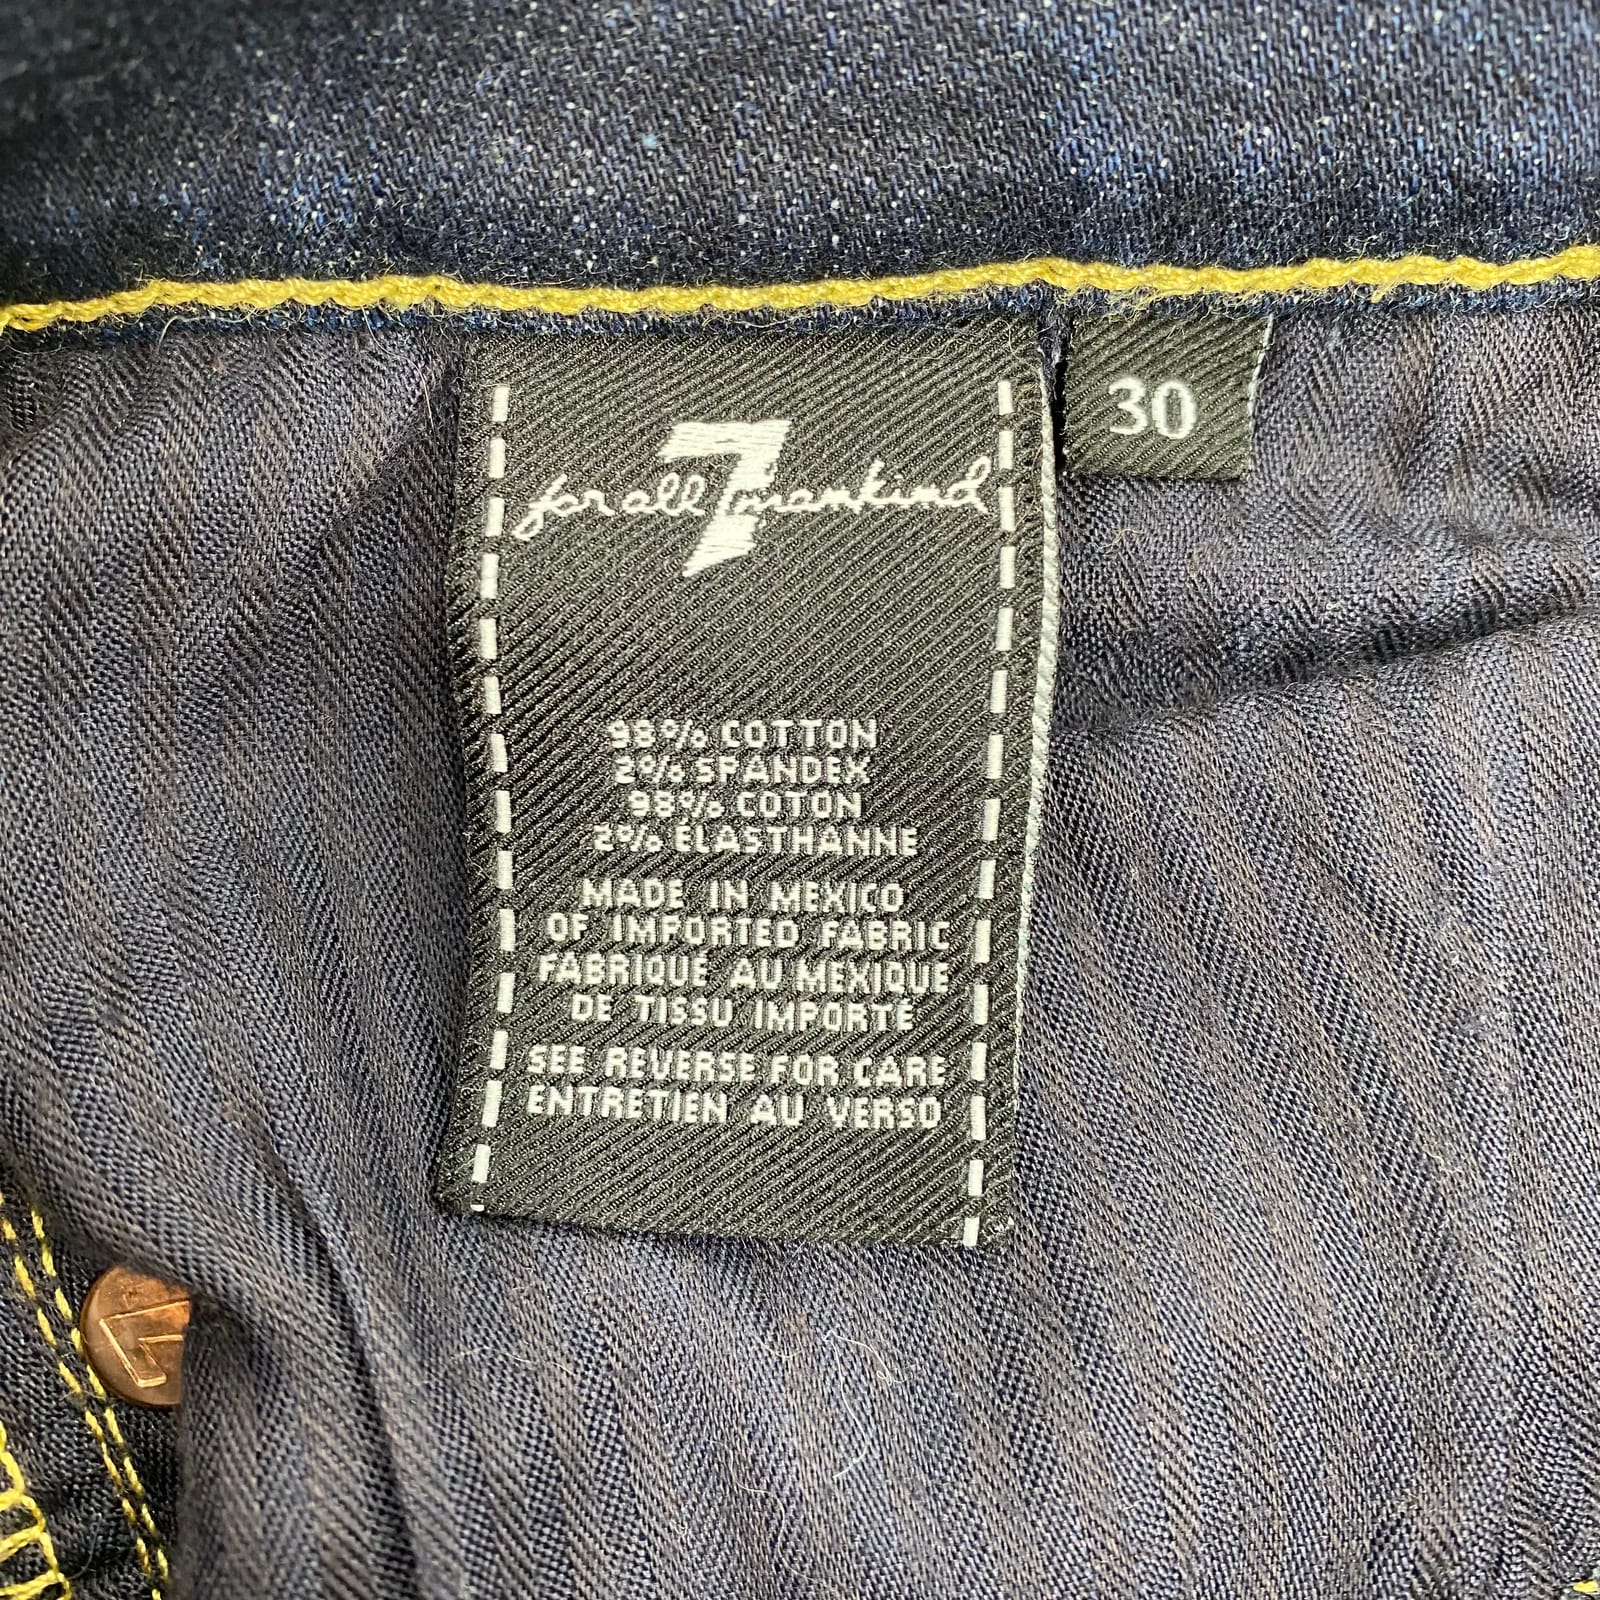 for all 7 mankind
30
98% COTTON
2% SPANDEX
98% COTON
2% ÉLASTHANNE
MADE IN MEXICO
OF IMPORTED FABRIC
FABRIQUÉ AU MEXIQUE
DE TISSU IMPORTÉ
SEE REVERSE FOR CARE
ENTRETIEN AU VERSO
7